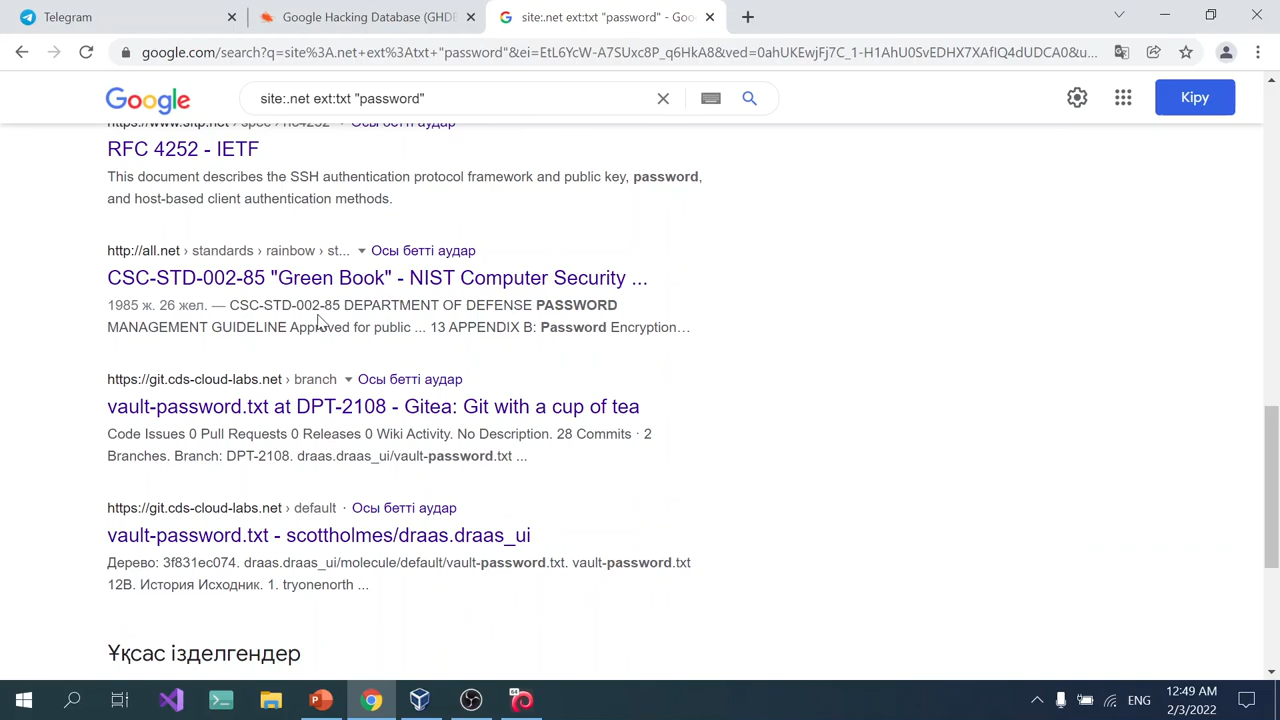 Telegram
Google Hacking Database (GHD
site:.net ext:txt "password" - Goo
google.com/search?q=site%3A.net+ext%3Atxt+"password"&ei=EtL6YcW-A7SUxc8P_q6HkA8&ved=0ahUKEwjFj7C_1-H1AhU0SvEDHX7XAfIQ4dUDCA0&u...
Google
site:.net ext:txt "password"
Кіру
RFC 4252 - IETF
This document describes the SSH authentication protocol framework and public key, password,
and host-based client authentication methods.
http://all.net › standards › rainbow › st... Осы бетті аудар
CSC-STD-002-85 "Green Book" - NIST Computer Security ...
1985 ж. 26 жел. — CSC-STD-002-85 DEPARTMENT OF DEFENSE PASSWORD
MANAGEMENT GUIDELINE Approved for public ... 13 APPENDIX B: Password Encryption…
https://git.cds-cloud-labs.net › branch Осы бетті аудар
vault-password.txt at DPT-2108 - Gitea: Git with a cup of tea
Code Issues 0 Pull Requests 0 Releases 0 Wiki Activity. No Description. 28 Commits · 2
Branches. Branch: DPT-2108. draas.draas_ui/vault-password.txt ...
https://git.cds-cloud-labs.net › default · Осы бетті аудар
vault-password.txt - scottholmes/draas.draas_ui
Дерево: 3f831ec074. draas.draas_ui/molecule/default/vault-password.txt. vault-password.txt
12B. История Исходник. 1. tryonenorth ...
Ұқсас ізделгендер
64
ENG
12:49 AM
2/3/2022